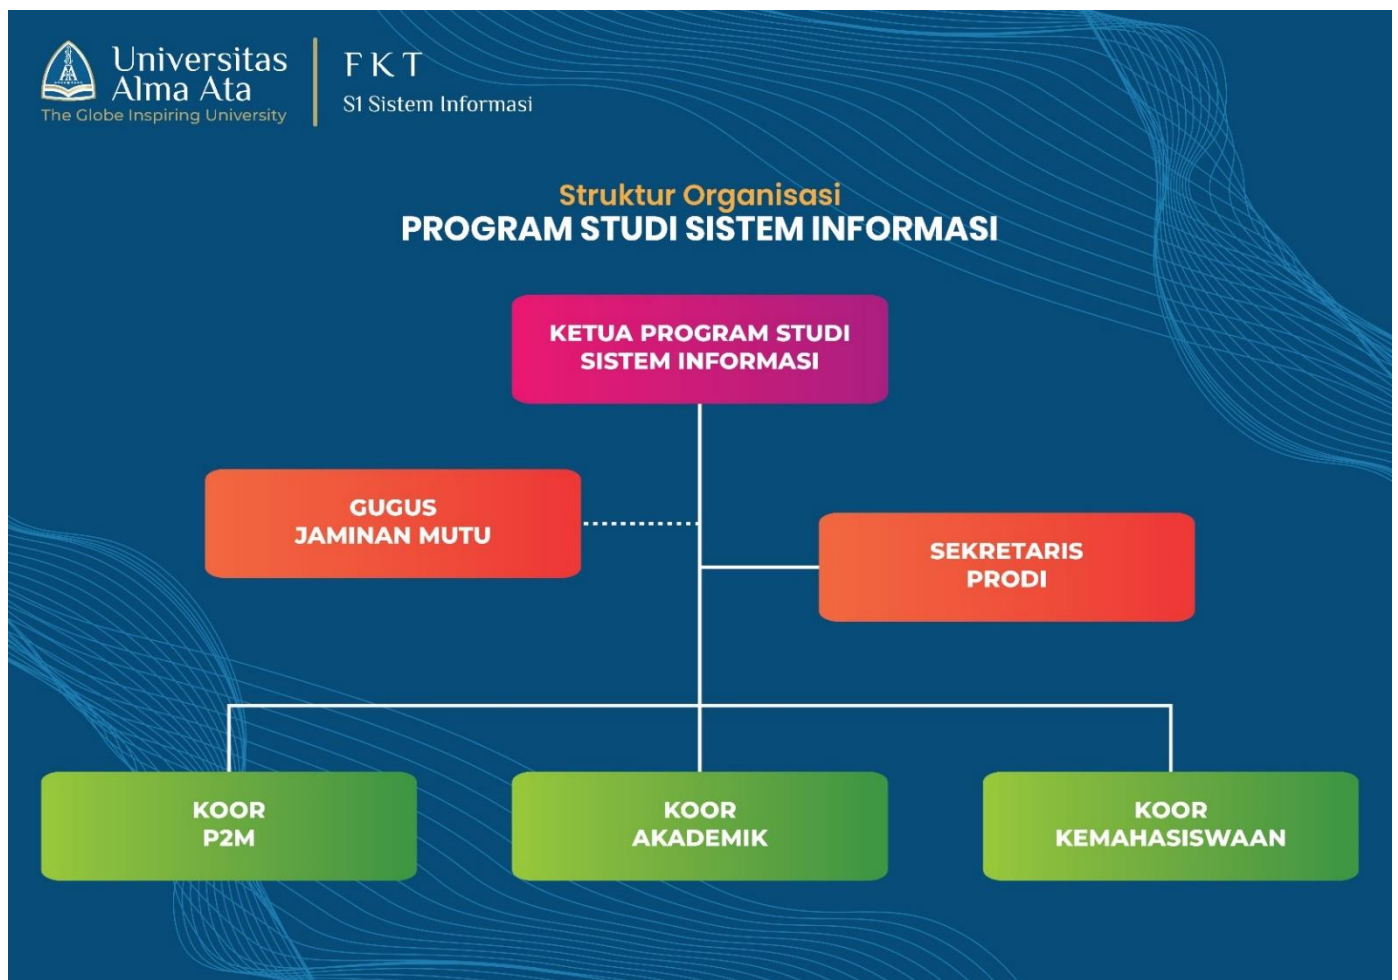 Universitas
Alma Ata
The Globe Inspiring University
FKT
S1 Sistem Informasi
Struktur Organisasi
PROGRAM STUDI SISTEM INFORMASI
KETUA PROGRAM STUDI
SISTEM INFORMASI
GUGUS
JAMINAN MUTU
SEKRETARIS
PRODI
KOOR
P2M
KOOR
AKADEMIK
KOOR
KEMAHASISWAAN